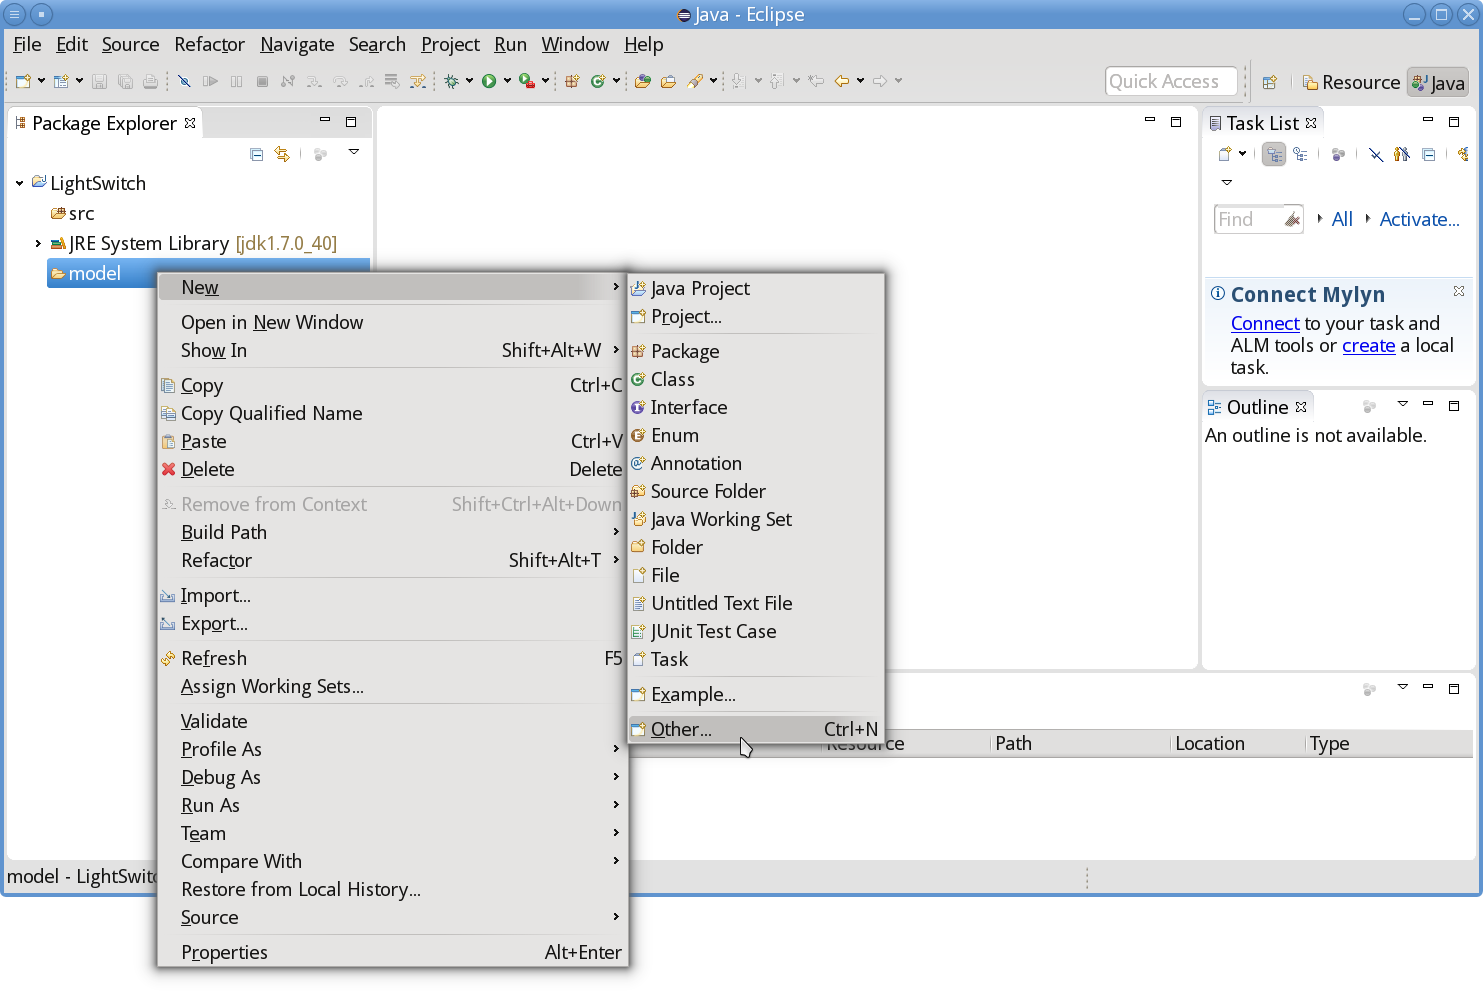 Java - Eclipse
File Edit Source Refactor Navigate Search Project Run Window Help
Quick Access
Resource
Java
Package Explorer
LightSwitch
src
JRE System Library [jdk1.7.0_40]
model
New
Open in New Window
Show In Shift+Alt+W
Copy Ctrl+C
Copy Qualified Name
Paste Ctrl+V
Delete Delete
Remove from Context Shift+Ctrl+Alt+Down
Build Path
Refactor Shift+Alt+T
Import...
Export...
Refresh F5
Assign Working Sets...
Validate
Profile As
Debug As
Run As
Team
Compare With
Restore from Local History...
Source
Properties Alt+Enter
Java Project
Project...
Package
Class
Interface
Enum
Annotation
Source Folder
Java Working Set
Folder
File
Untitled Text File
JUnit Test Case
Task
Example...
Other... Ctrl+N
Task List
Find
All
Activate...
Connect Mylyn
Connect to your task and
ALM tools or create a local
task.
Outline
An outline is not available.
Resource Path Location Type
model - LightSwitc